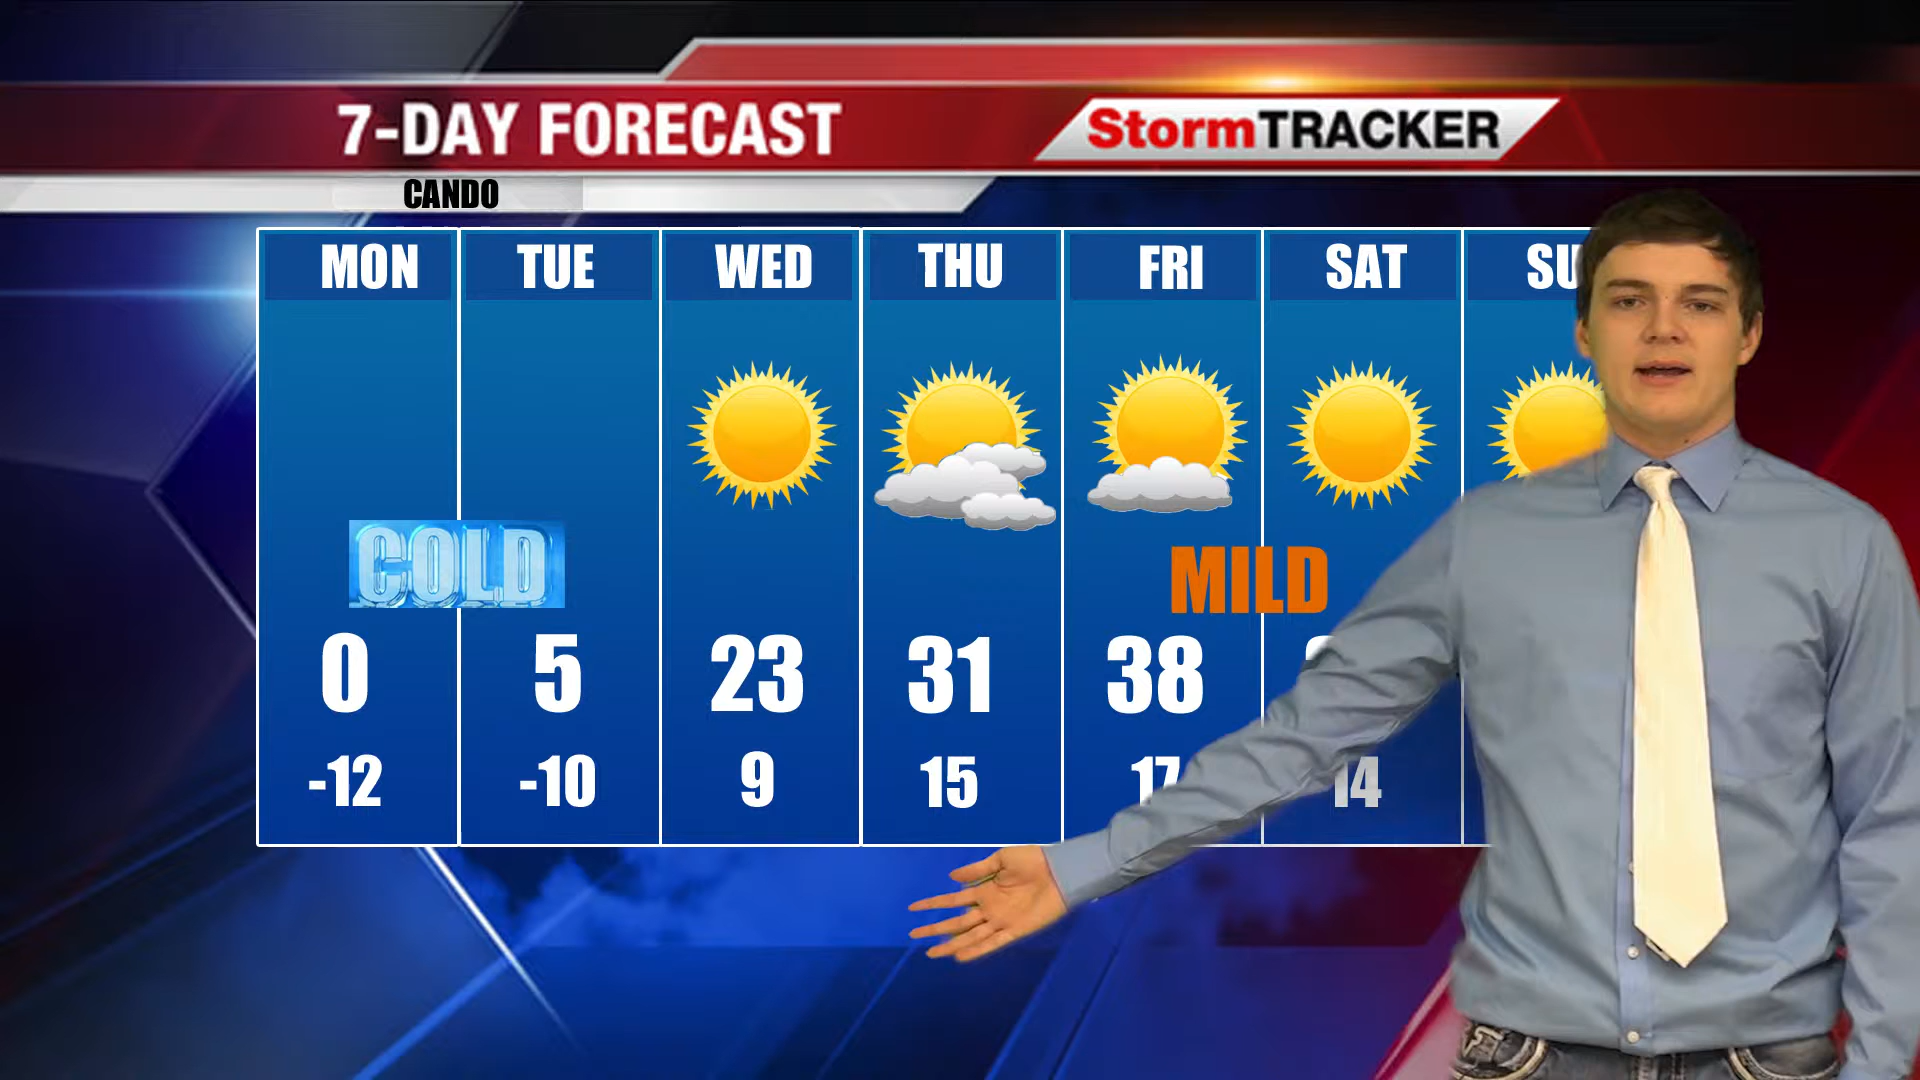 7-DAY FORECAST
StormTRACKER
CANDO
MON TUE WED THU FRI SAT
COLD
MILD
0 5 23 31 38
-12 -10 9 15 17 14